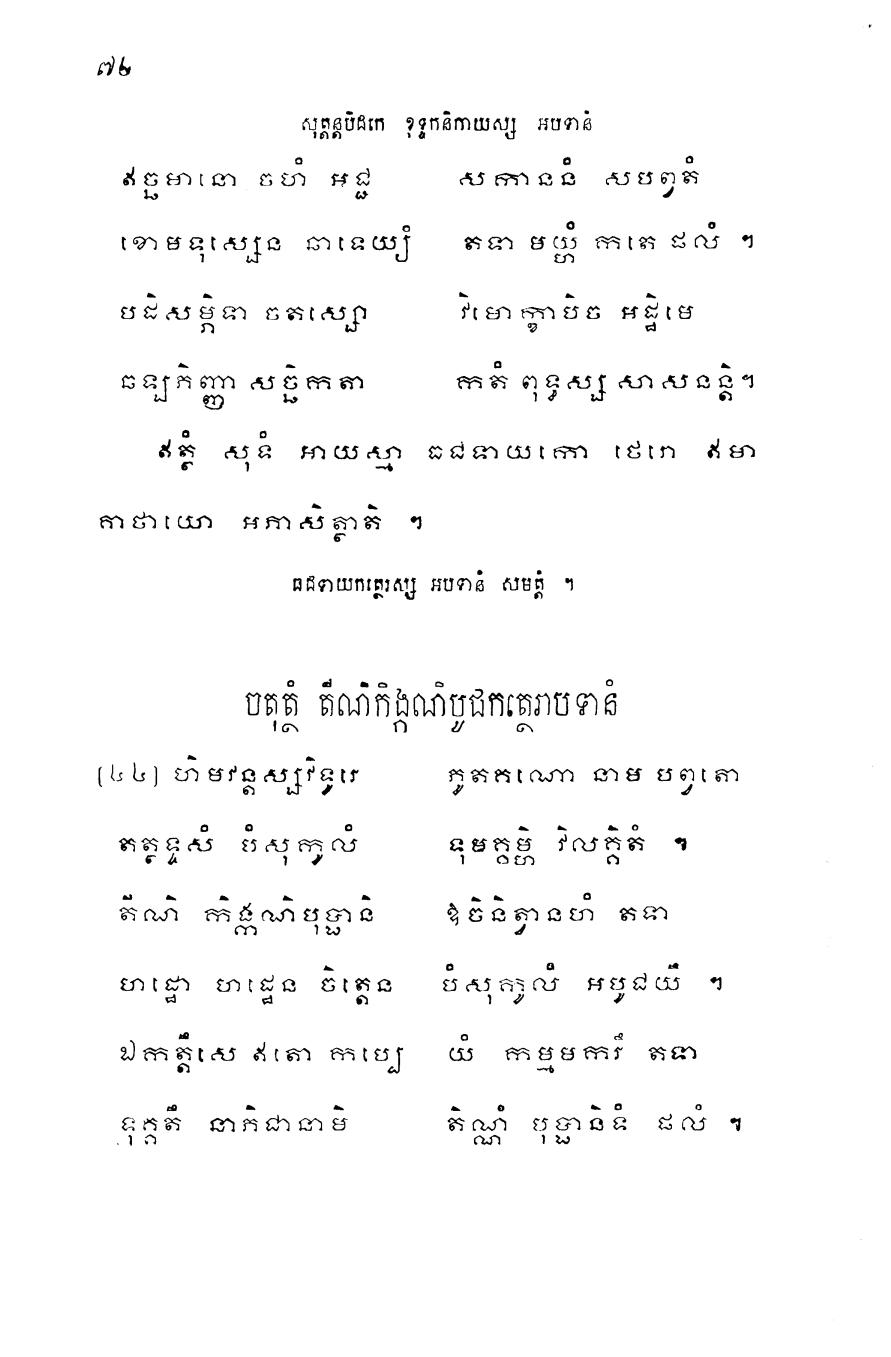 ៧២
សុត្តន្តបិដកេ ខុទ្ទកនិកាយស្ស អបទានំ
ឥច្ឆមានោ ចហំ អជ្ជ សកាននំ សបព្វតំ
ខោមទុស្សេន ឆាទេយ្យំ តទា មយ្ហំ កតេ ផលំ ។
បដិសម្ភិទា ចតស្សោ វិមោក្ខាបិច អដ្ឋិមេ
ឆឡភិញ្ញា សច្ឆិកតា កតំ ពុទ្ធស្ស សាសនន្តិ។
ឥត្ថំ សុទំ អាយស្មា ធជទាយកោ ថេរោ ឥមា
គាថាយោ អភាសិត្ថាតិ ។
ធជទាយកត្ថេរស្ស អបទានំ សមត្តំ ។
ចតុត្ថំ តីណិកិង្កណិបូជកត្ថេរាបទានំ
(៤៤) ហិមវន្តស្សវិទូរេ ភូតគណោ នាម បព្វតោ
តត្ថទ្ទសំ បំសុកូលំ ទុមគ្គម្ហិ វិលគ្គិតំ ។
តីណិ កិង្កណិបុប្ផានិ ឱចិនិត្វានហំ តទា
ហដ្ឋោ ហដ្ឋេន ចិត្តេន បំសុកូលំ អបូជយឹ ។
ឯកត្តឹសេ ឥតោ កប្បេ យំ កម្មមករឹ តទា
ទុគ្គតឹ នាភិជានាមិ តិណ្ណំ បុប្ផានិទំ ផលំ ។